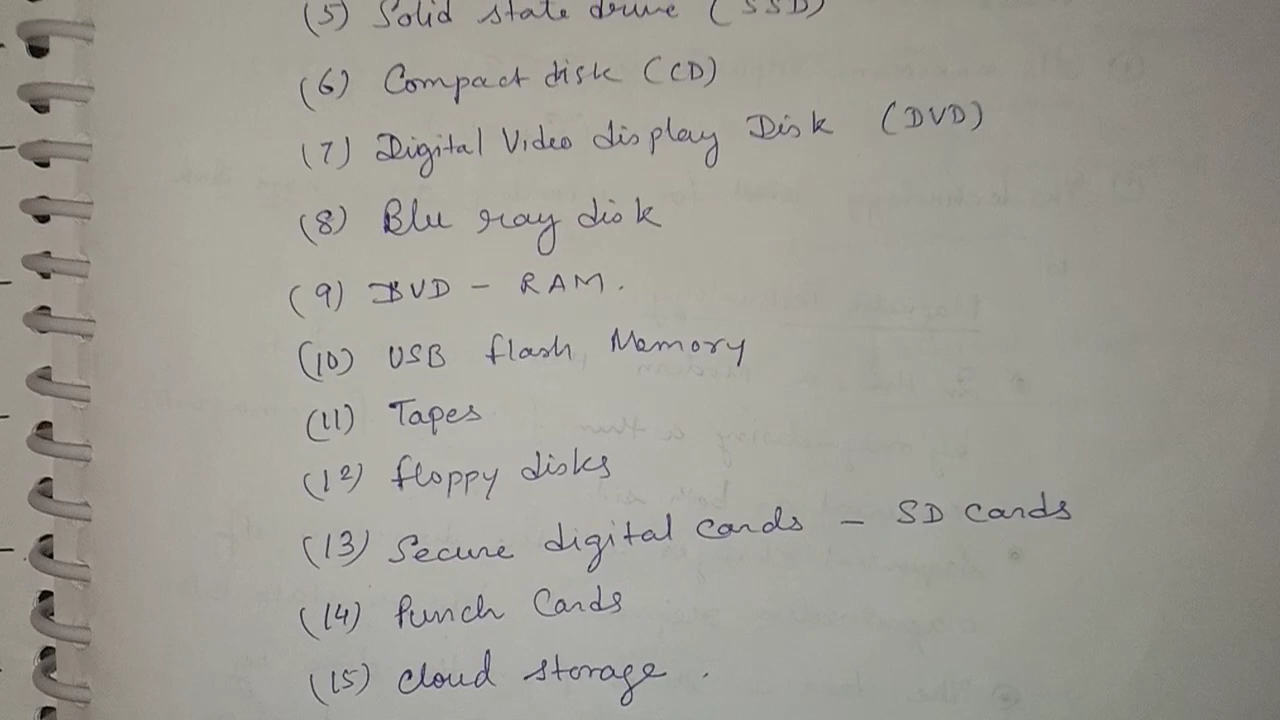 (5) Solid state drive (SSD)
(6) Compact disk (CD)
(7) Digital Video display Disk (DVD)
(8) Blu ray disk
(9) DVD - RAM.
(10) USB flash Memory
(11) Tapes
(12) floppy disks
(13) Secure digital cards - SD cards
(14) Punch Cards
(15) cloud storage.